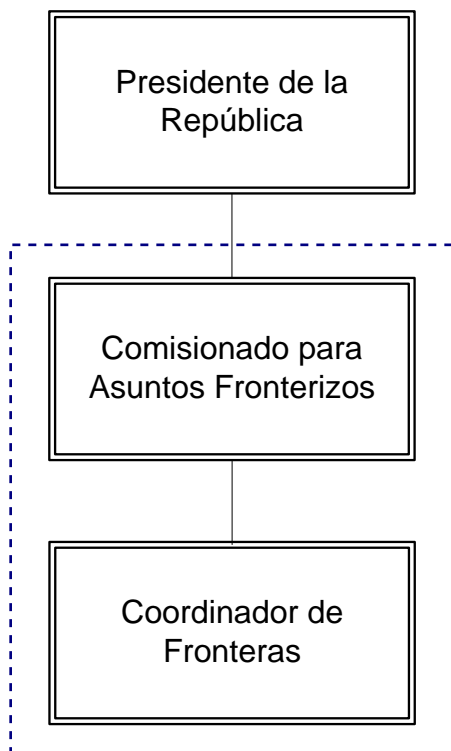 Presidente de la
República
Comisionado para
Asuntos Fronterizos
Coordinador de
Fronteras